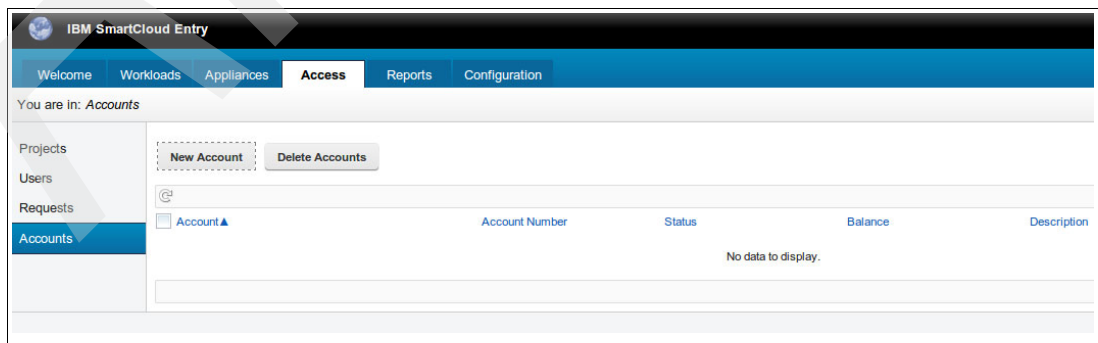 IBM SmartCloud Entry
Welcome Workloads Appliances Access Reports Configuration
You are in: Accounts
Projects
Users
Requests
Accounts
New Account Delete Accounts
Account▲ Account Number Status Balance Description
No data to display.